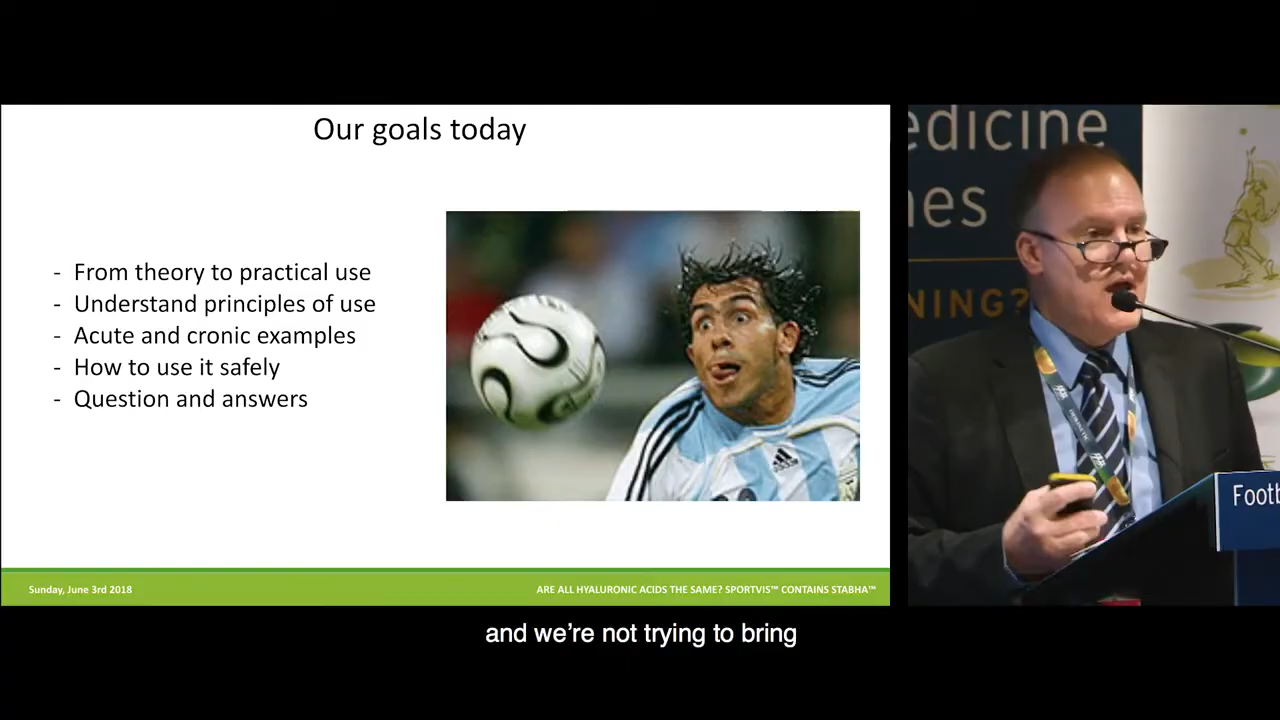 Our goals today
- From theory to practical use
- Understand principles of use
- Acute and cronic examples
- How to use it safely
- Question and answers
adidas
Sunday, June 3rd 2018
ARE ALL HYALURONIC ACIDS THE SAME? SPORTVIS™ CONTAINS STABHA™
edicine
es
NING?
Footb
and we're not trying to bring